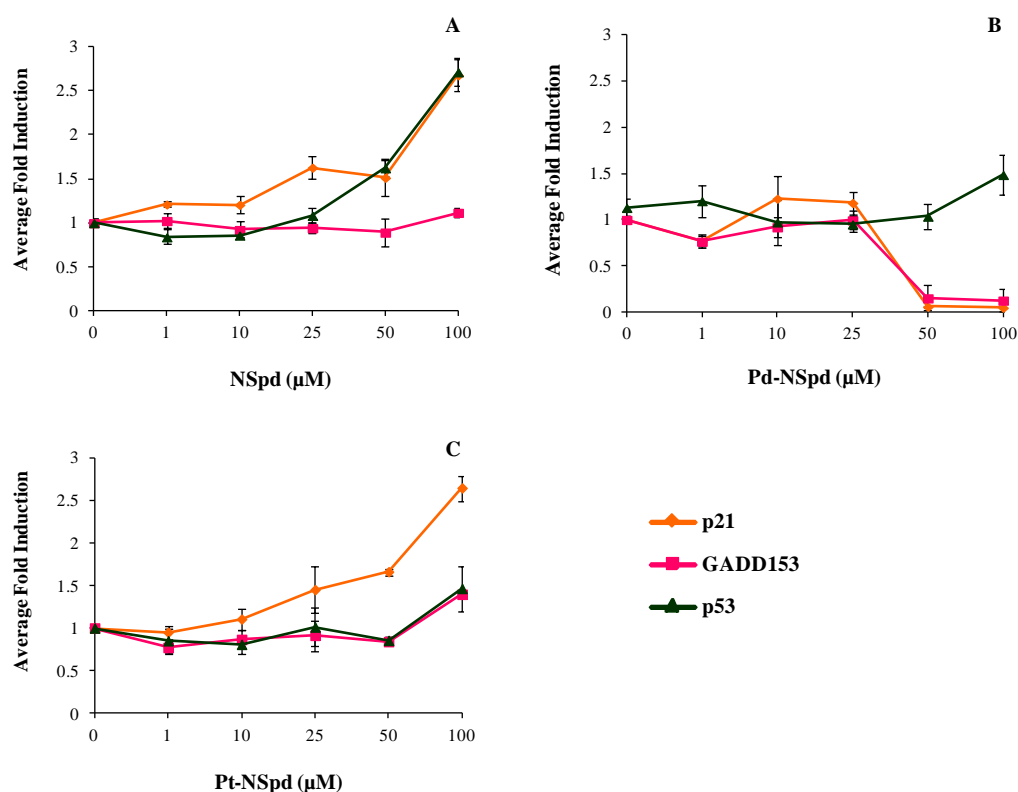 A
Average Fold Induction
3
2.5
2
1.5
1
0.5
0
0 1 10 25 50 100
NSpd (µM)
B
Average Fold Induction
3
2.5
2
1.5
1
0.5
0
0 1 10 25 50 100
Pd-NSpd (µM)
C
Average Fold Induction
3
2.5
2
1.5
1
0.5
0
0 1 10 25 50 100
Pt-NSpd (µM)
p21
GADD153
p53